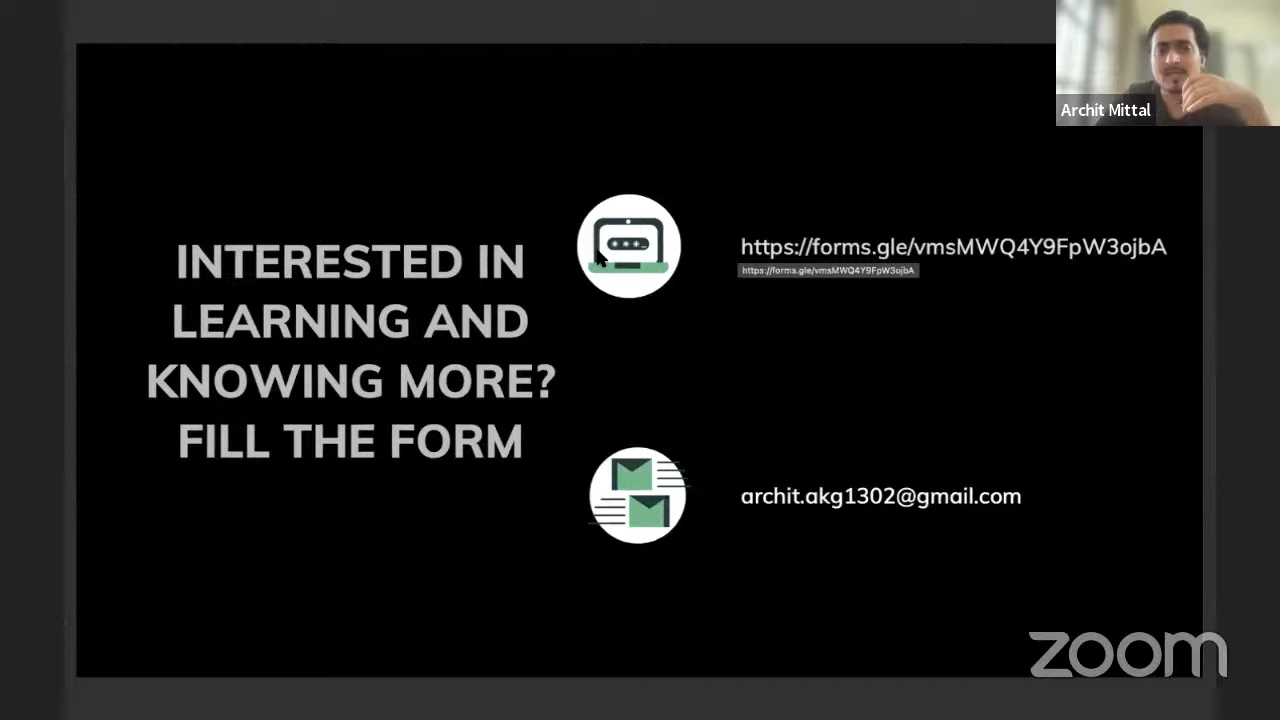 Archit Mittal
INTERESTED IN
LEARNING AND
KNOWING MORE?
FILL THE FORM
https://forms.gle/vmsMWQ4Y9FpW3ojbA
https://forms.gle/vmsMWQ4Y9FpW3ojbA
archit.akg1302@gmail.com
zoom